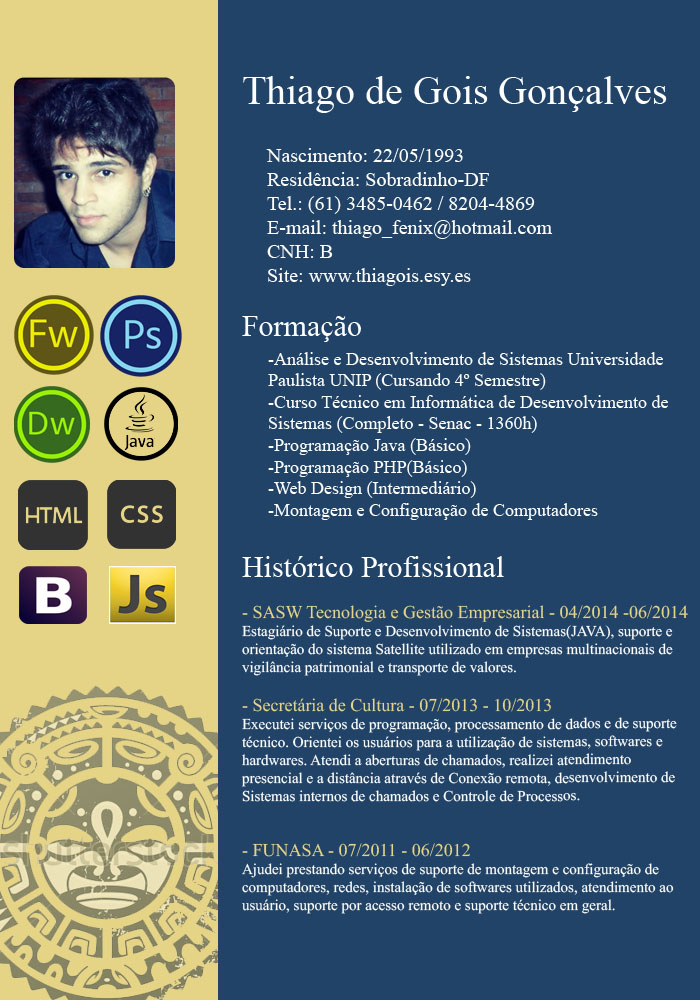 Thiago de Gois Gonçalves
Nascimento: 22/05/1993
Residência: Sobradinho-DF
Tel.: (61) 3485-0462 / 8204-4869
E-mail: thiago_fenix@hotmail.com
CNH: B
Site: www.thiagois.esy.es
Fw
Ps
Dw
Java
HTML
CSS
B
Js
Formação
-Análise e Desenvolvimento de Sistemas Universidade
Paulista UNIP (Cursando 4º Semestre)
-Curso Técnico em Informática de Desenvolvimento de
Sistemas (Completo - Senac - 1360h)
-Programação Java (Básico)
-Programação PHP(Básico)
-Web Design (Intermediário)
-Montagem e Configuração de Computadores
Histórico Profissional
- SASW Tecnologia e Gestão Empresarial - 04/2014 -06/2014
Estagiário de Suporte e Desenvolvimento de Sistemas(JAVA), suporte e
orientação do sistema Satellite utilizado em empresas multinacionais de
vigilância patrimonial e transporte de valores.
- Secretária de Cultura - 07/2013 - 10/2013
Executei serviços de programação, processamento de dados e de suporte
técnico. Orientei os usuários para a utilização de sistemas, softwares e
hardwares. Atendi a aberturas de chamados, realizei atendimento
presencial e a distância através de Conexão remota, desenvolvimento de
Sistemas internos de chamados e Controle de Processos.
- FUNASA - 07/2011 - 06/2012
Ajudei prestando serviços de suporte de montagem e configuração de
computadores, redes, instalação de softwares utilizados, atendimento ao
usuário, suporte por acesso remoto e suporte técnico em geral.
shutterstock